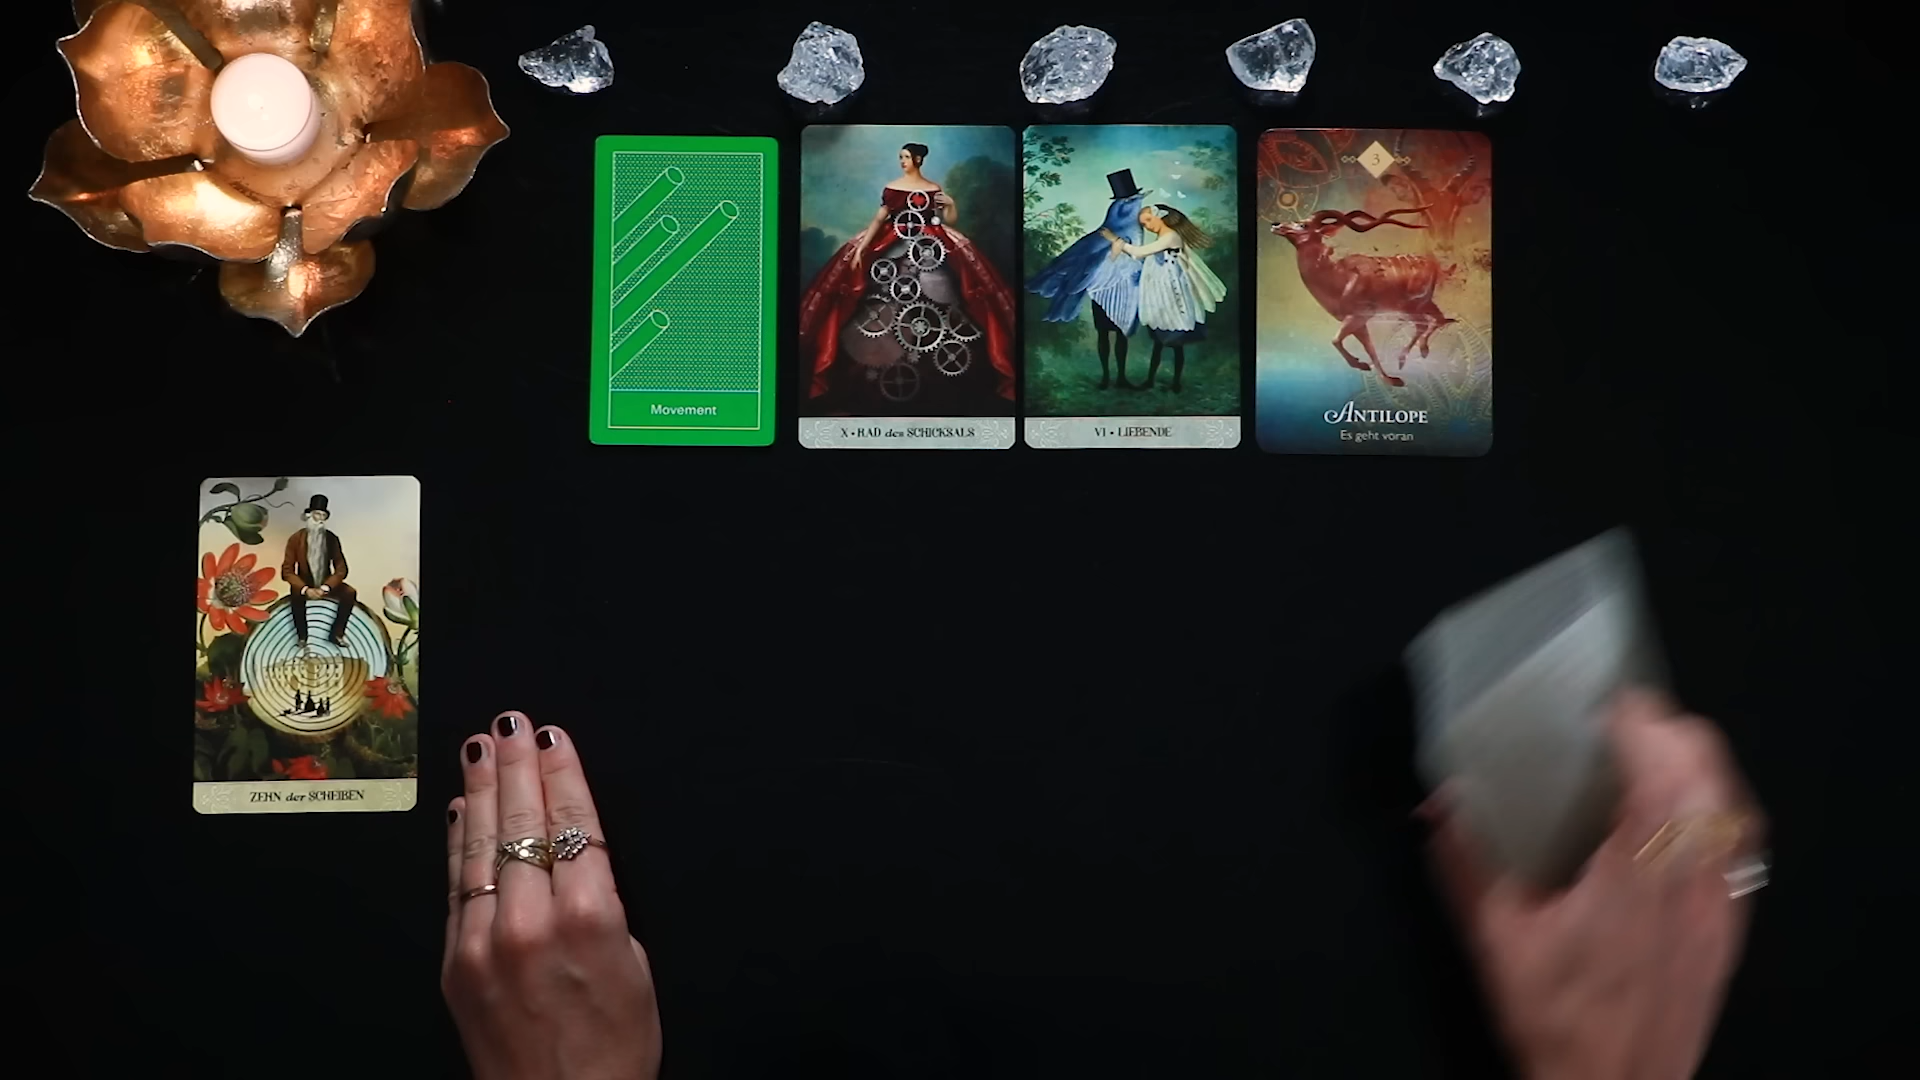 Movement
X • RAD des SCHICKSALS
VI • LIEBENDE
3
ANTILOPE
Es geht voran
ZEHN der SCHEIBEN